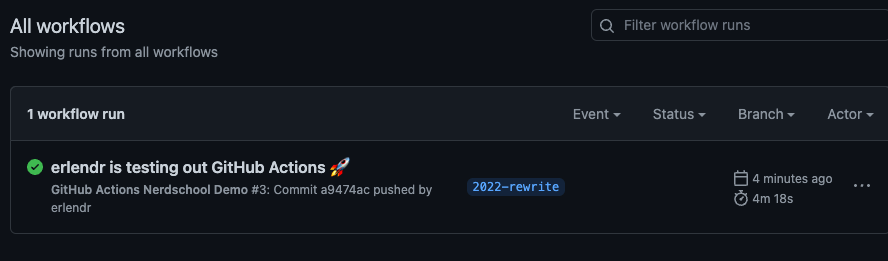 All workflows
Filter workflow runs
Showing runs from all workflows
1 workflow run
Event
Status
Branch
Actor
erlendr is testing out GitHub Actions 🚀
GitHub Actions Nerdschool Demo #3: Commit a9474ac pushed by
erlendr
2022-rewrite
4 minutes ago
4m 18s